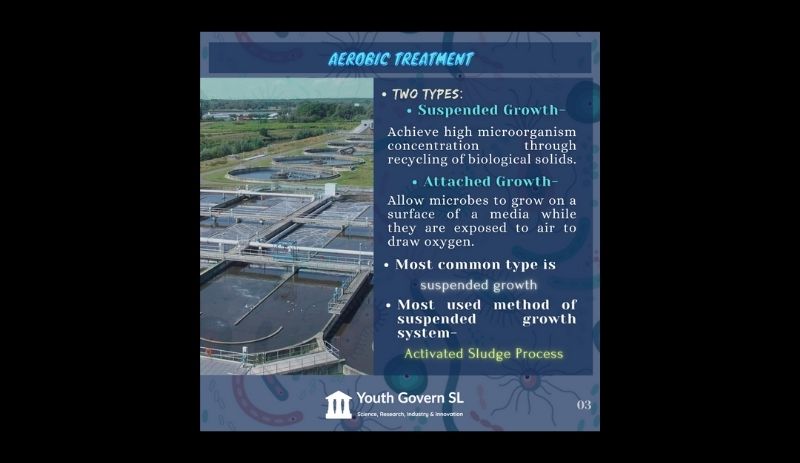 AEROBIC TREATMENT
• TWO TYPES:
• Suspended Growth-
Achieve high microorganism
concentration through
recycling of biological solids.
• Attached Growth-
Allow microbes to grow on a
surface of a media while
they are exposed to air to
draw oxygen.
• Most common type is
suspended growth
• Most used method of
suspended growth
system-
Activated Sludge Process
Youth Govern SL
Science, Research, Industry & Innovation
03